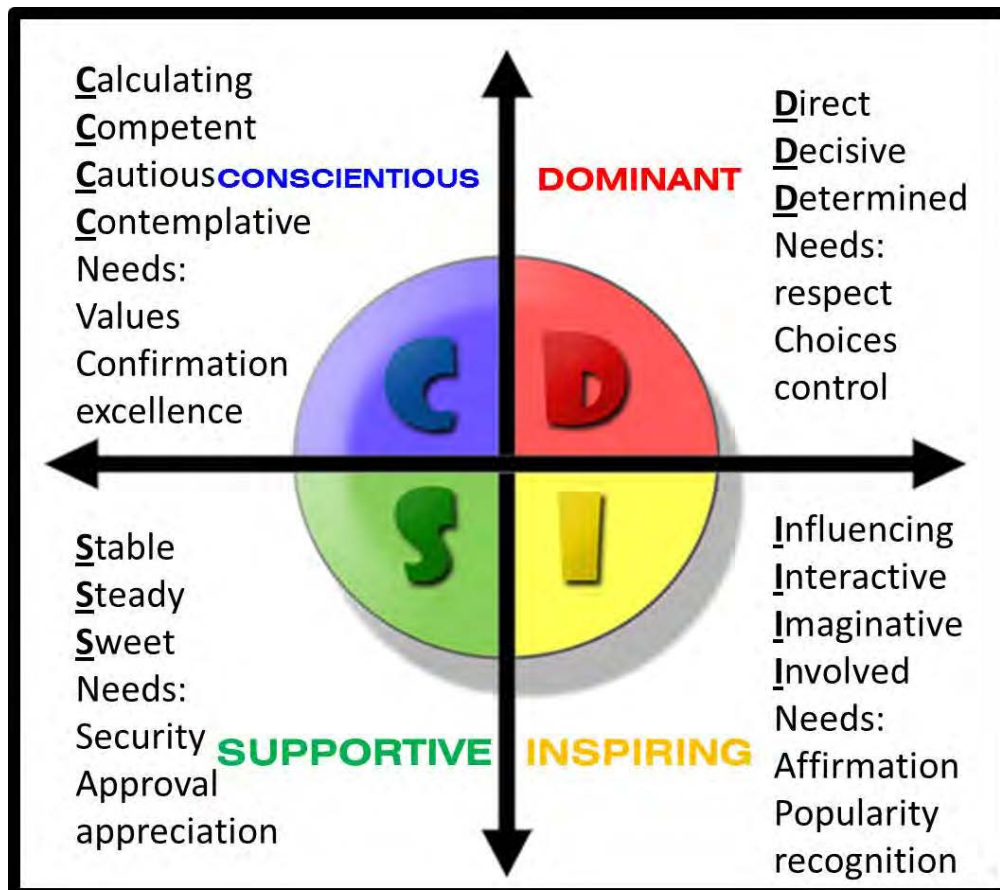 Calculating
Competent
Cautious
Contemplative
Needs:
Values
Confirmation
excellence
CONSCIENTIOUS
DOMINANT
Direct
Decisive
Determined
Needs:
respect
Choices
control
C
D
S
I
Stable
Steady
Sweet
Needs:
Security
Approval
appreciation
SUPPORTIVE
INSPIRING
Influencing
Interactive
Imaginative
Involved
Needs:
Affirmation
Popularity
recognition